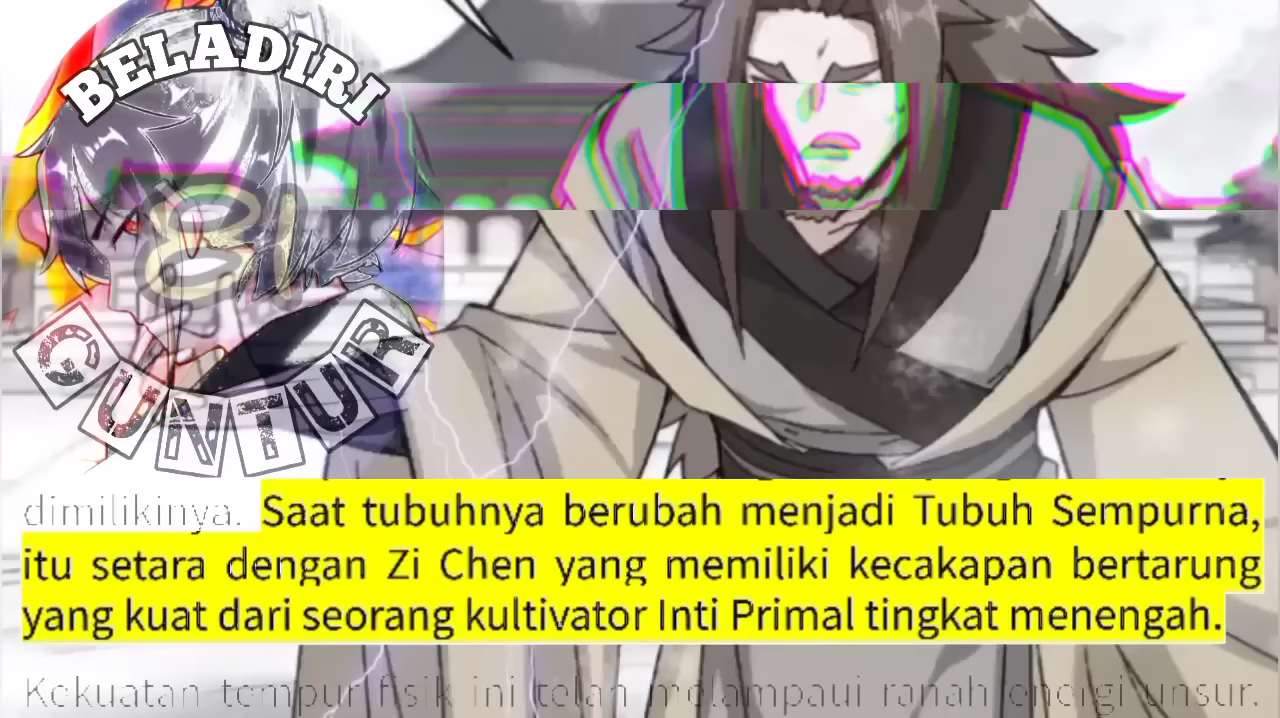 BELADIRI
GUNTUR
dimilikinya. Saat tubuhnya berubah menjadi Tubuh Sempurna,
itu setara dengan Zi Chen yang memiliki kecakapan bertarung
yang kuat dari seorang kultivator Inti Primal tingkat menengah.
Kekuatan tempur fisik ini telah melampaui ranah energi unsur.